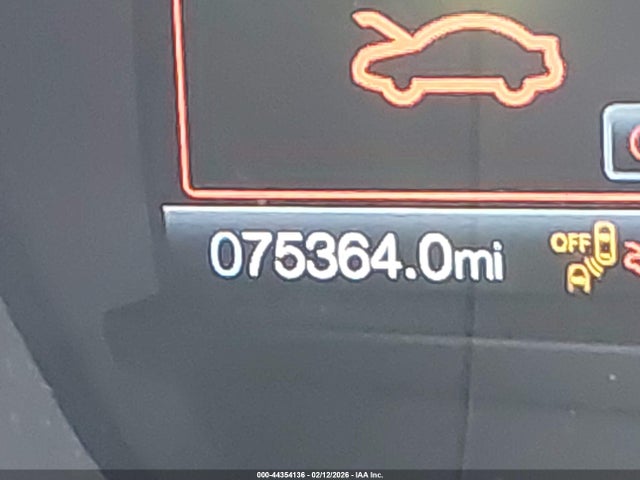 075364.0mi
OFF
A
000-44354136 - 02/12/2026 - IAA Inc.